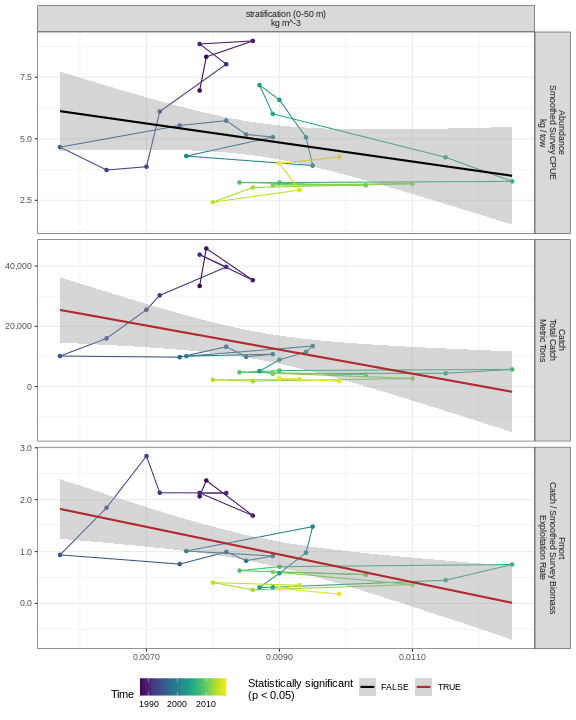 stratification (0-50 m)
kg m^-3
7.5
5.0
2.5
Abundance
Smoothed Survey CPUE
kg / tow
40,000
20,000
0
Catch
Total Catch
Metric Tons
3.0
2.0
1.0
0.0
Fmort
Catch / Smoothed Survey Biomass
Exploitation Rate
0.0070
0.0090
0.0110
Time
1990
2000
2010
Statistically significant
(p < 0.05)
FALSE
TRUE